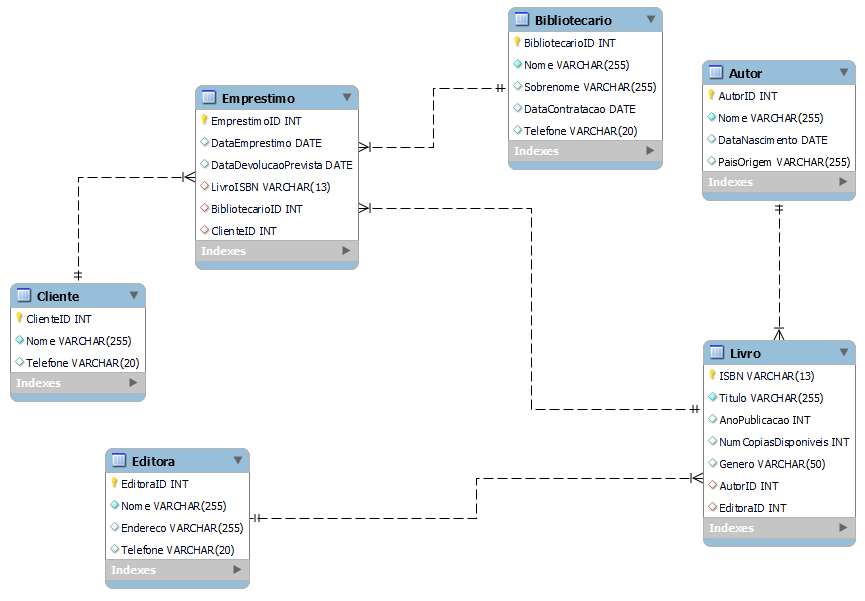 Bibliotecario
BibliotecarioID INT
Nome VARCHAR(255)
Sobrenome VARCHAR(255)
DataContratacao DATE
Telefone VARCHAR(20)
Indexes
Autor
AutorID INT
Nome VARCHAR(255)
DataNascimento DATE
PaisOrigem VARCHAR(255)
Indexes
Emprestimo
EmprestimoID INT
DataEmprestimo DATE
DataDevolucaoPrevista DATE
LivroISBN VARCHAR(13)
BibliotecarioID INT
ClienteID INT
Indexes
Cliente
ClienteID INT
Nome VARCHAR(255)
Telefone VARCHAR(20)
Indexes
Livro
ISBN VARCHAR(13)
Titulo VARCHAR(255)
AnoPublicacao INT
NumCopiasDisponiveis INT
Genero VARCHAR(50)
AutorID INT
EditoraID INT
Indexes
Editora
EditoraID INT
Nome VARCHAR(255)
Endereco VARCHAR(255)
Telefone VARCHAR(20)
Indexes